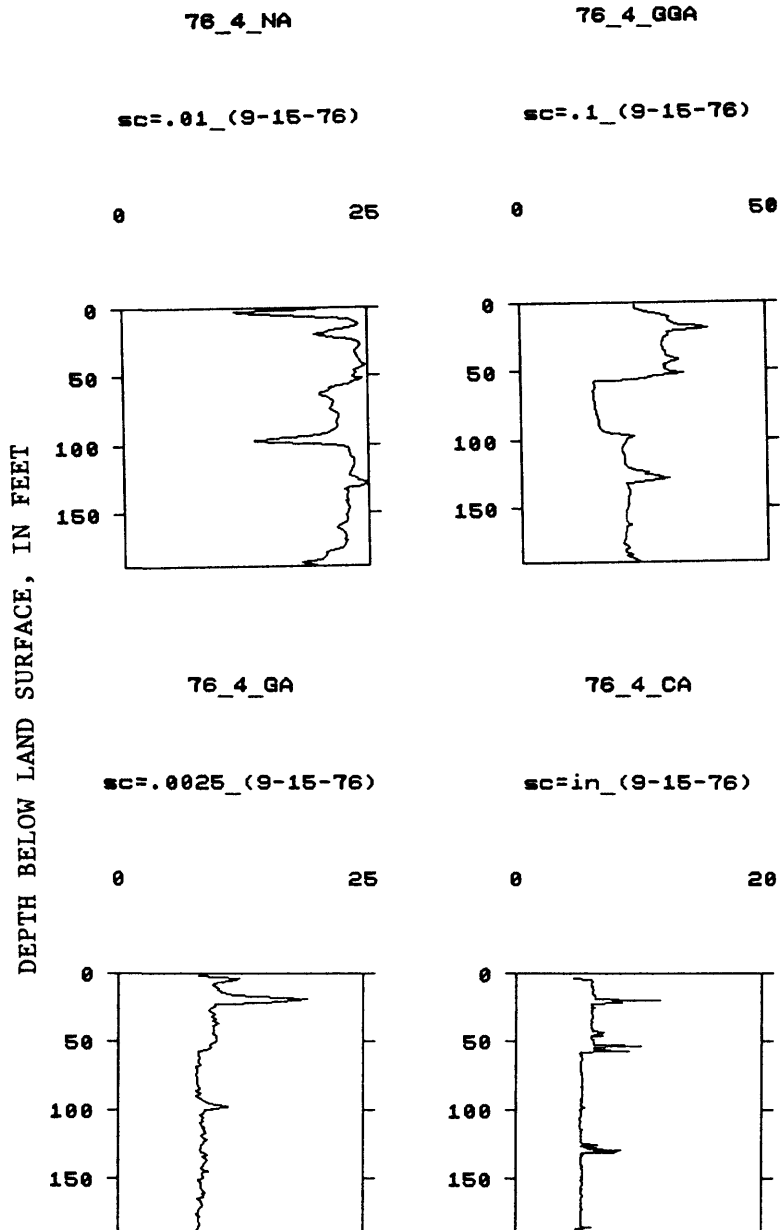 76_4_NA 76_4_GGA
sc=.01_(9-15-76) sc=.1_(9-15-76)
0 25 0 50
0 0
50 50
100 100
150 150
DEPTH BELOW LAND SURFACE, IN FEET
76_4_GA 76_4_CA
sc=.0025_(9-15-76) sc=in_(9-15-76)
0 25 0 20
0 0
50 50
100 100
150 150